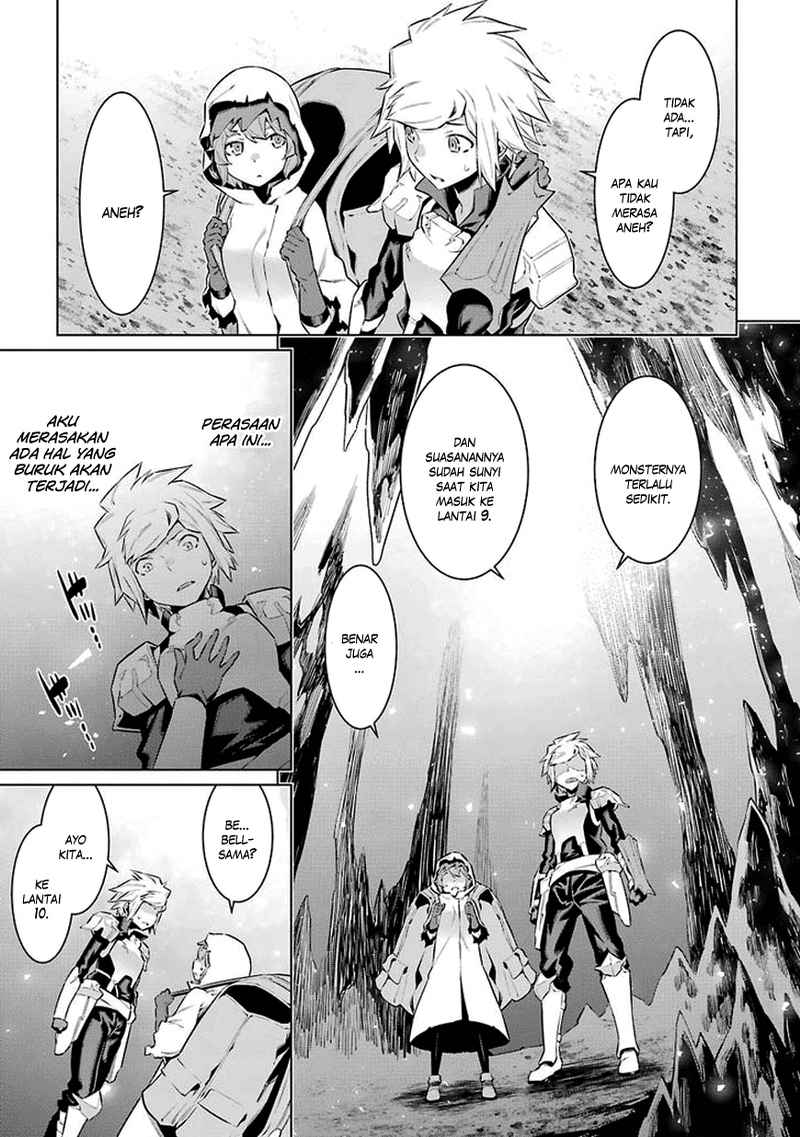 TIDAK
ADA...
TAPI,
APA KAU
TIDAK
MERASA
ANEH?
ANEH?
MONSTERNYA
TERLALU
SEDIKIT.
DAN
SUASANANNYA
SUDAH SUNYI
SAAT KITA
MASUK KE
LANTAI 9.
BENAR
JUGA
...
PERASAAN
APA INI...
AKU
MERASAKAN
ADA HAL YANG
BURUK AKAN
TERJADI...
BE...
BELL-
SAMA?
AYO
KITA...
KE
LANTAI
10.